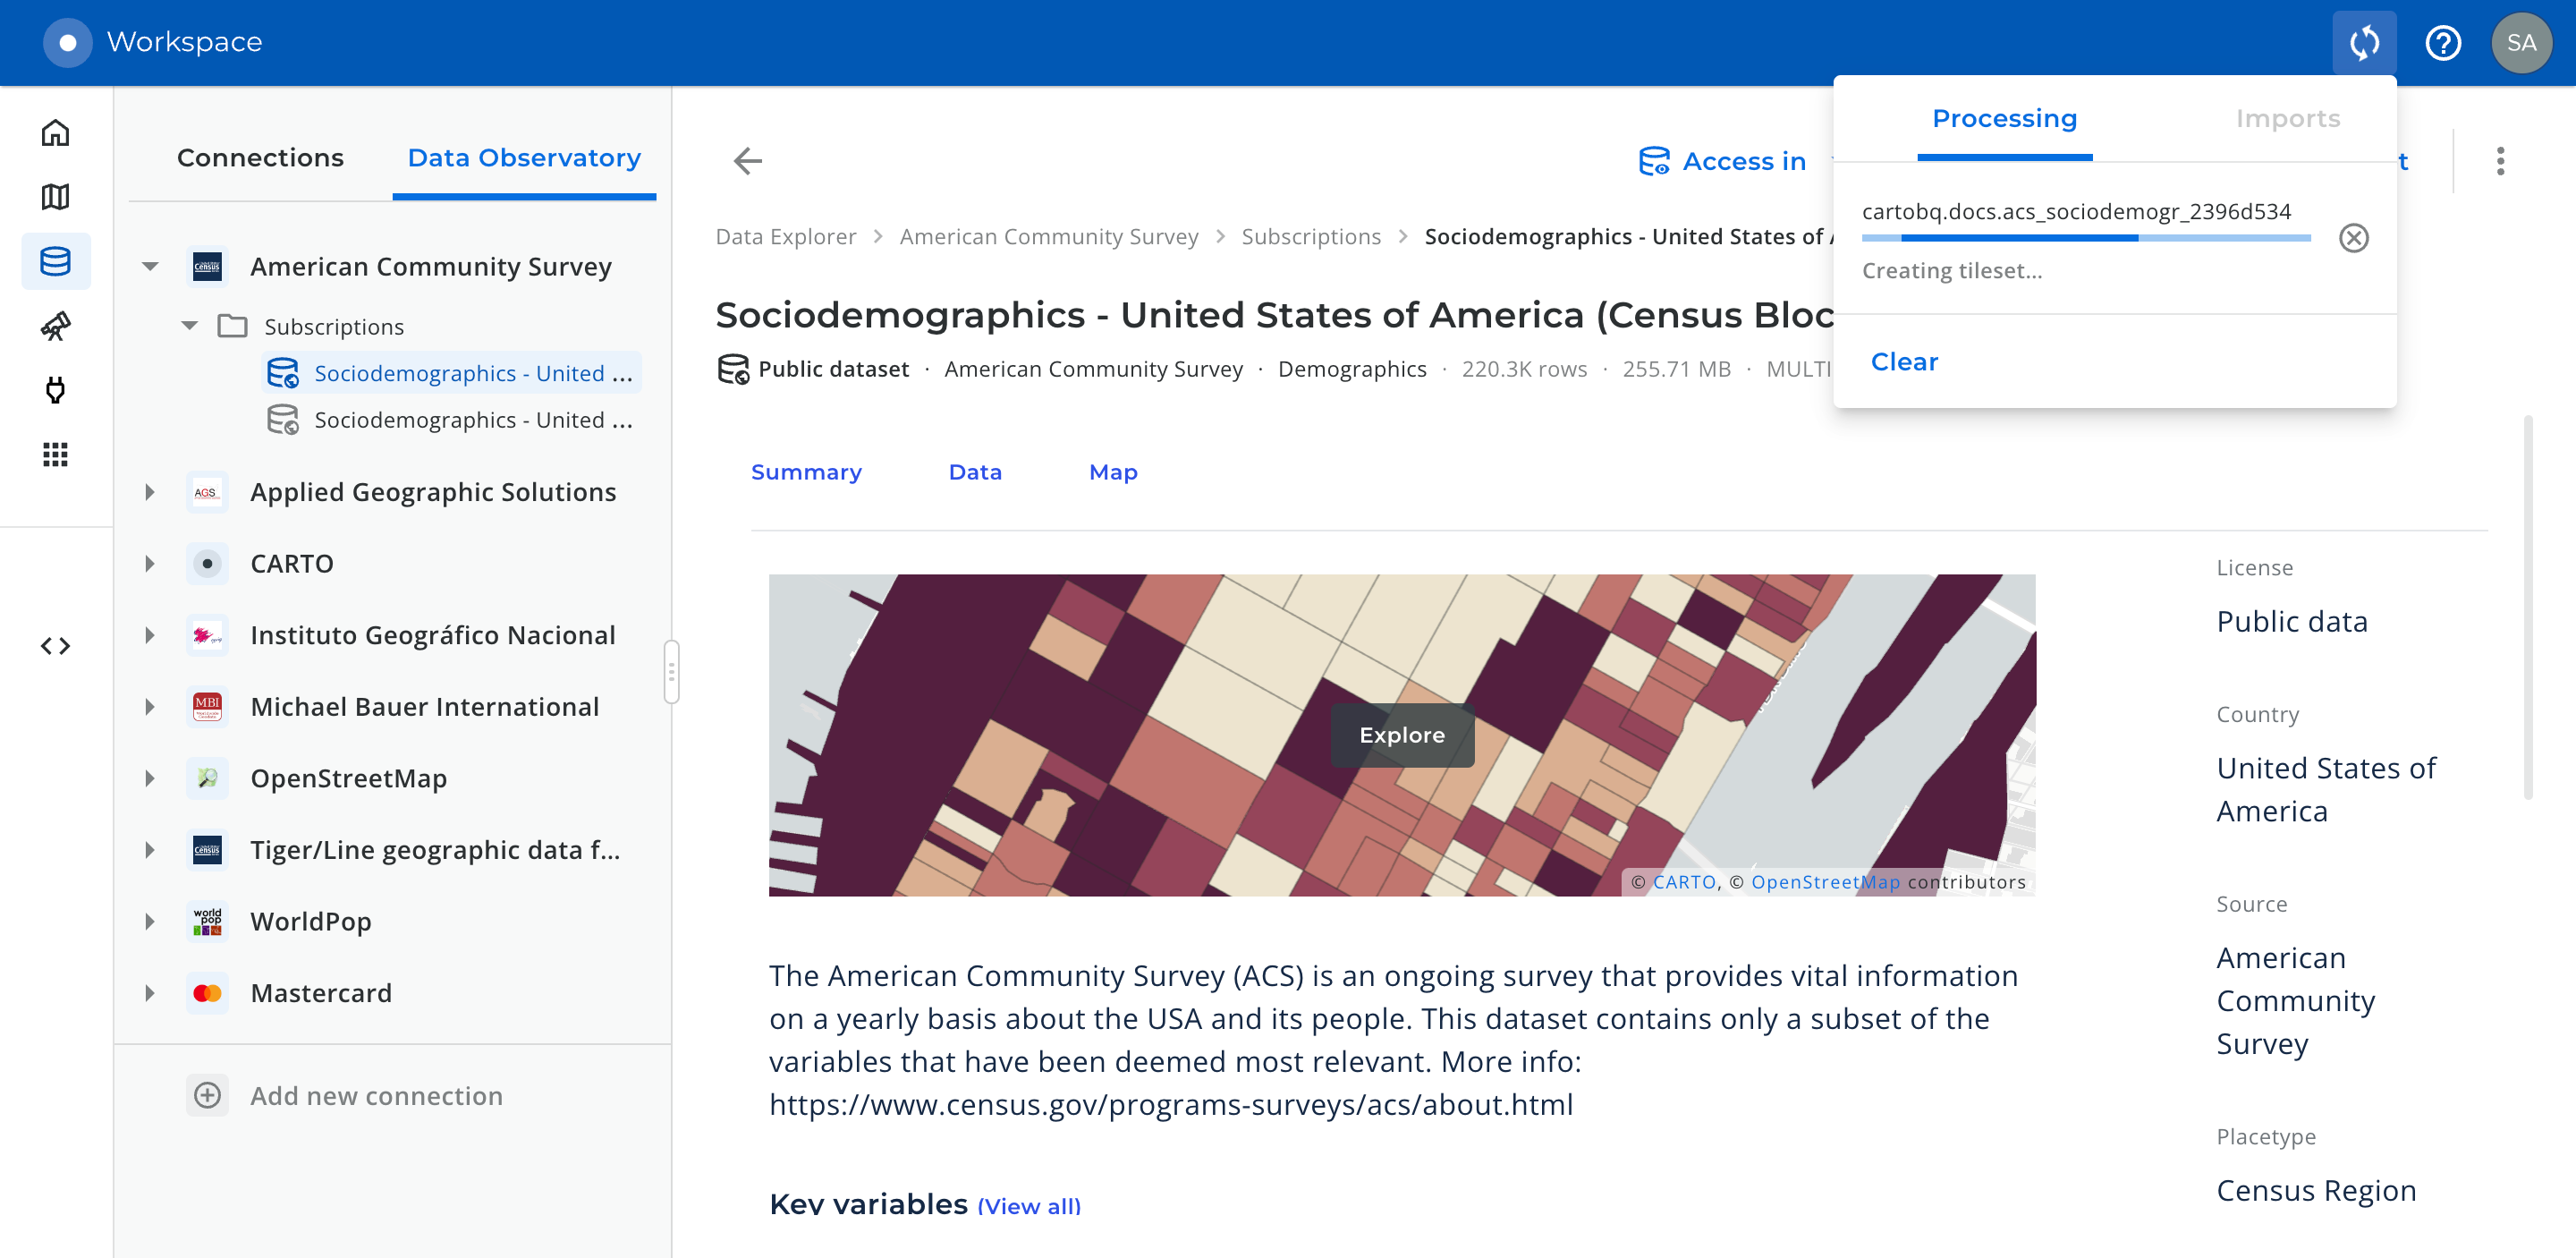 Workspace
SA
Connections
Data Observatory
American Community Survey
Subscriptions
Sociodemographics - United ...
Sociodemographics - United ...
Applied Geographic Solutions
CARTO
Instituto Geográfico Nacional
Michael Bauer International
OpenStreetMap
Tiger/Line geographic data f...
WorldPop
Mastercard
Add new connection
Access in
Data Explorer > American Community Survey > Subscriptions > Sociodemographics - United States of
Sociodemographics - United States of America (Census Bloc
Public dataset · American Community Survey · Demographics · 220.3K rows · 255.71 MB · MULTI
Processing
Imports
cartobq.docs.acs_sociodemogr_2396d534
Creating tileset...
Clear
Summary
Data
Map
Explore
© CARTO, © OpenStreetMap contributors
The American Community Survey (ACS) is an ongoing survey that provides vital information
on a yearly basis about the USA and its people. This dataset contains only a subset of the
variables that have been deemed most relevant. More info:
https://www.census.gov/programs-surveys/acs/about.html
Key variables (View all)
License
Public data
Country
United States of
America
Source
American
Community
Survey
Placetype
Census Region